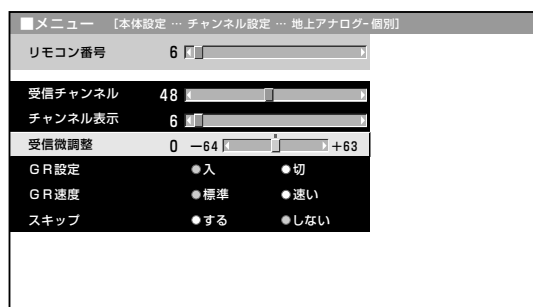 ■メニュー [本体設定 … チャンネル設定 … 地上アナログ-個別]
リモコン番号 6
受信チャンネル 48
チャンネル表示 6
受信微調整 0 －64 ＋63
GR設定 ●入 ●切
GR速度 ●標準 ●速い
スキップ ●する ●しない